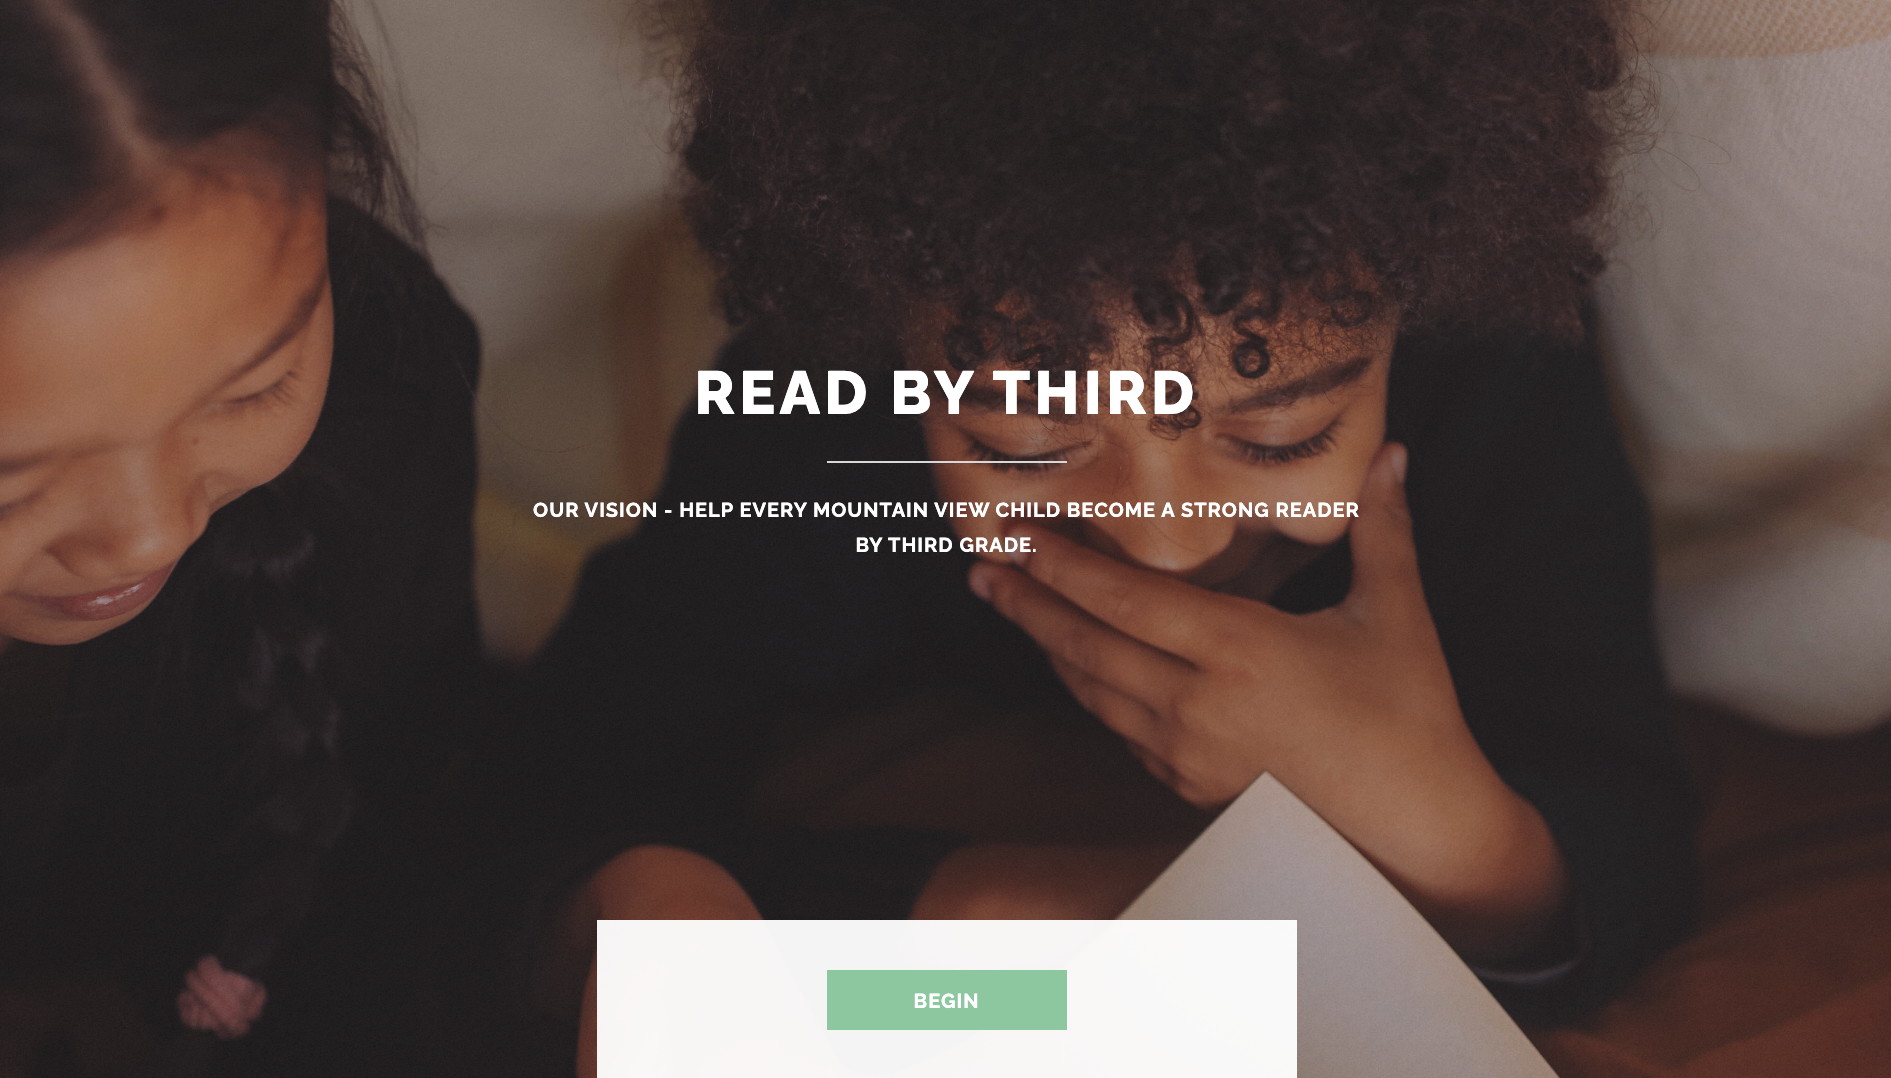 READ BY THIRD
OUR VISION - HELP EVERY MOUNTAIN VIEW CHILD BECOME A STRONG READER
BY THIRD GRADE.
BEGIN